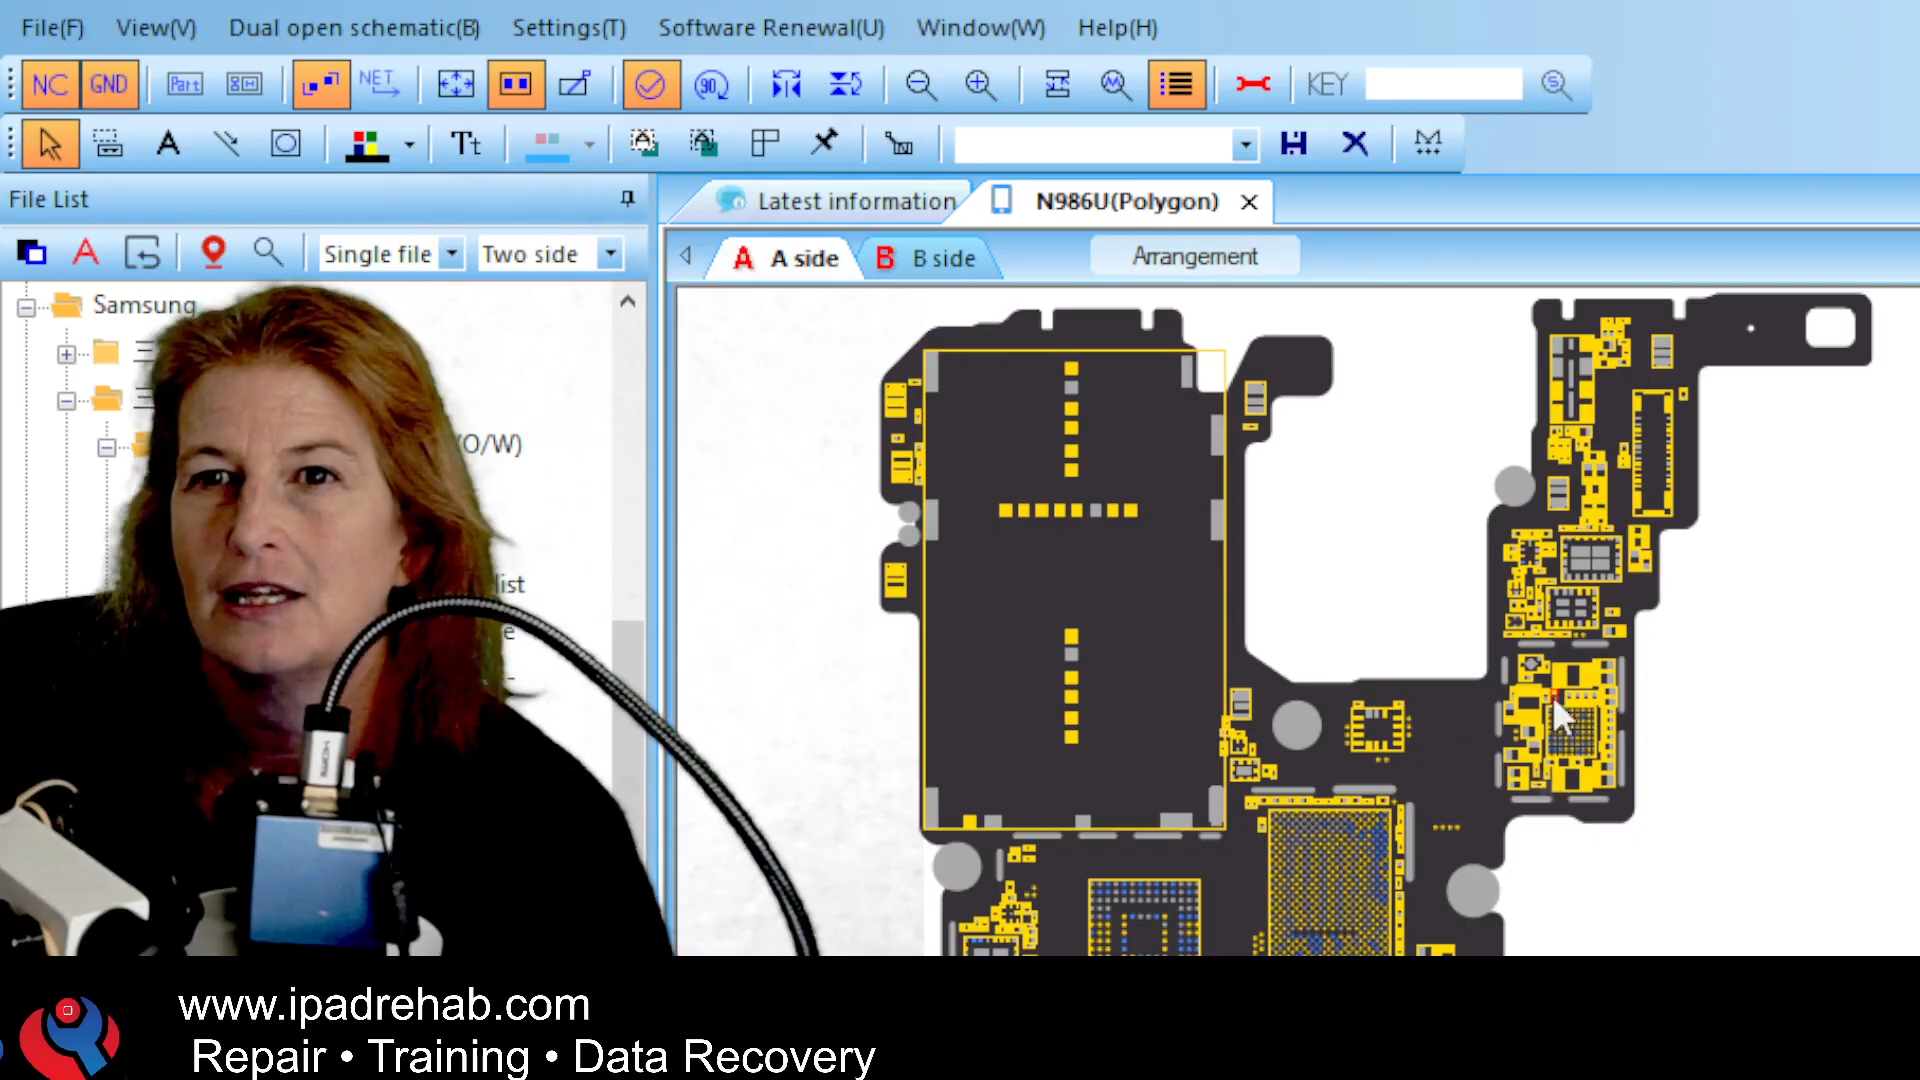 File(F) View(V) Dual open schematic(B) Settings(T) Software Renewal(U) Window(W) Help(H)
NC GND Part NET 90 KEY
A Tt
File List
Latest information N986U(Polygon)
A Single file Two side
A A side B B side Arrangement
Samsung
(O/W)
list
www.ipadrehab.com
Repair • Training • Data Recovery